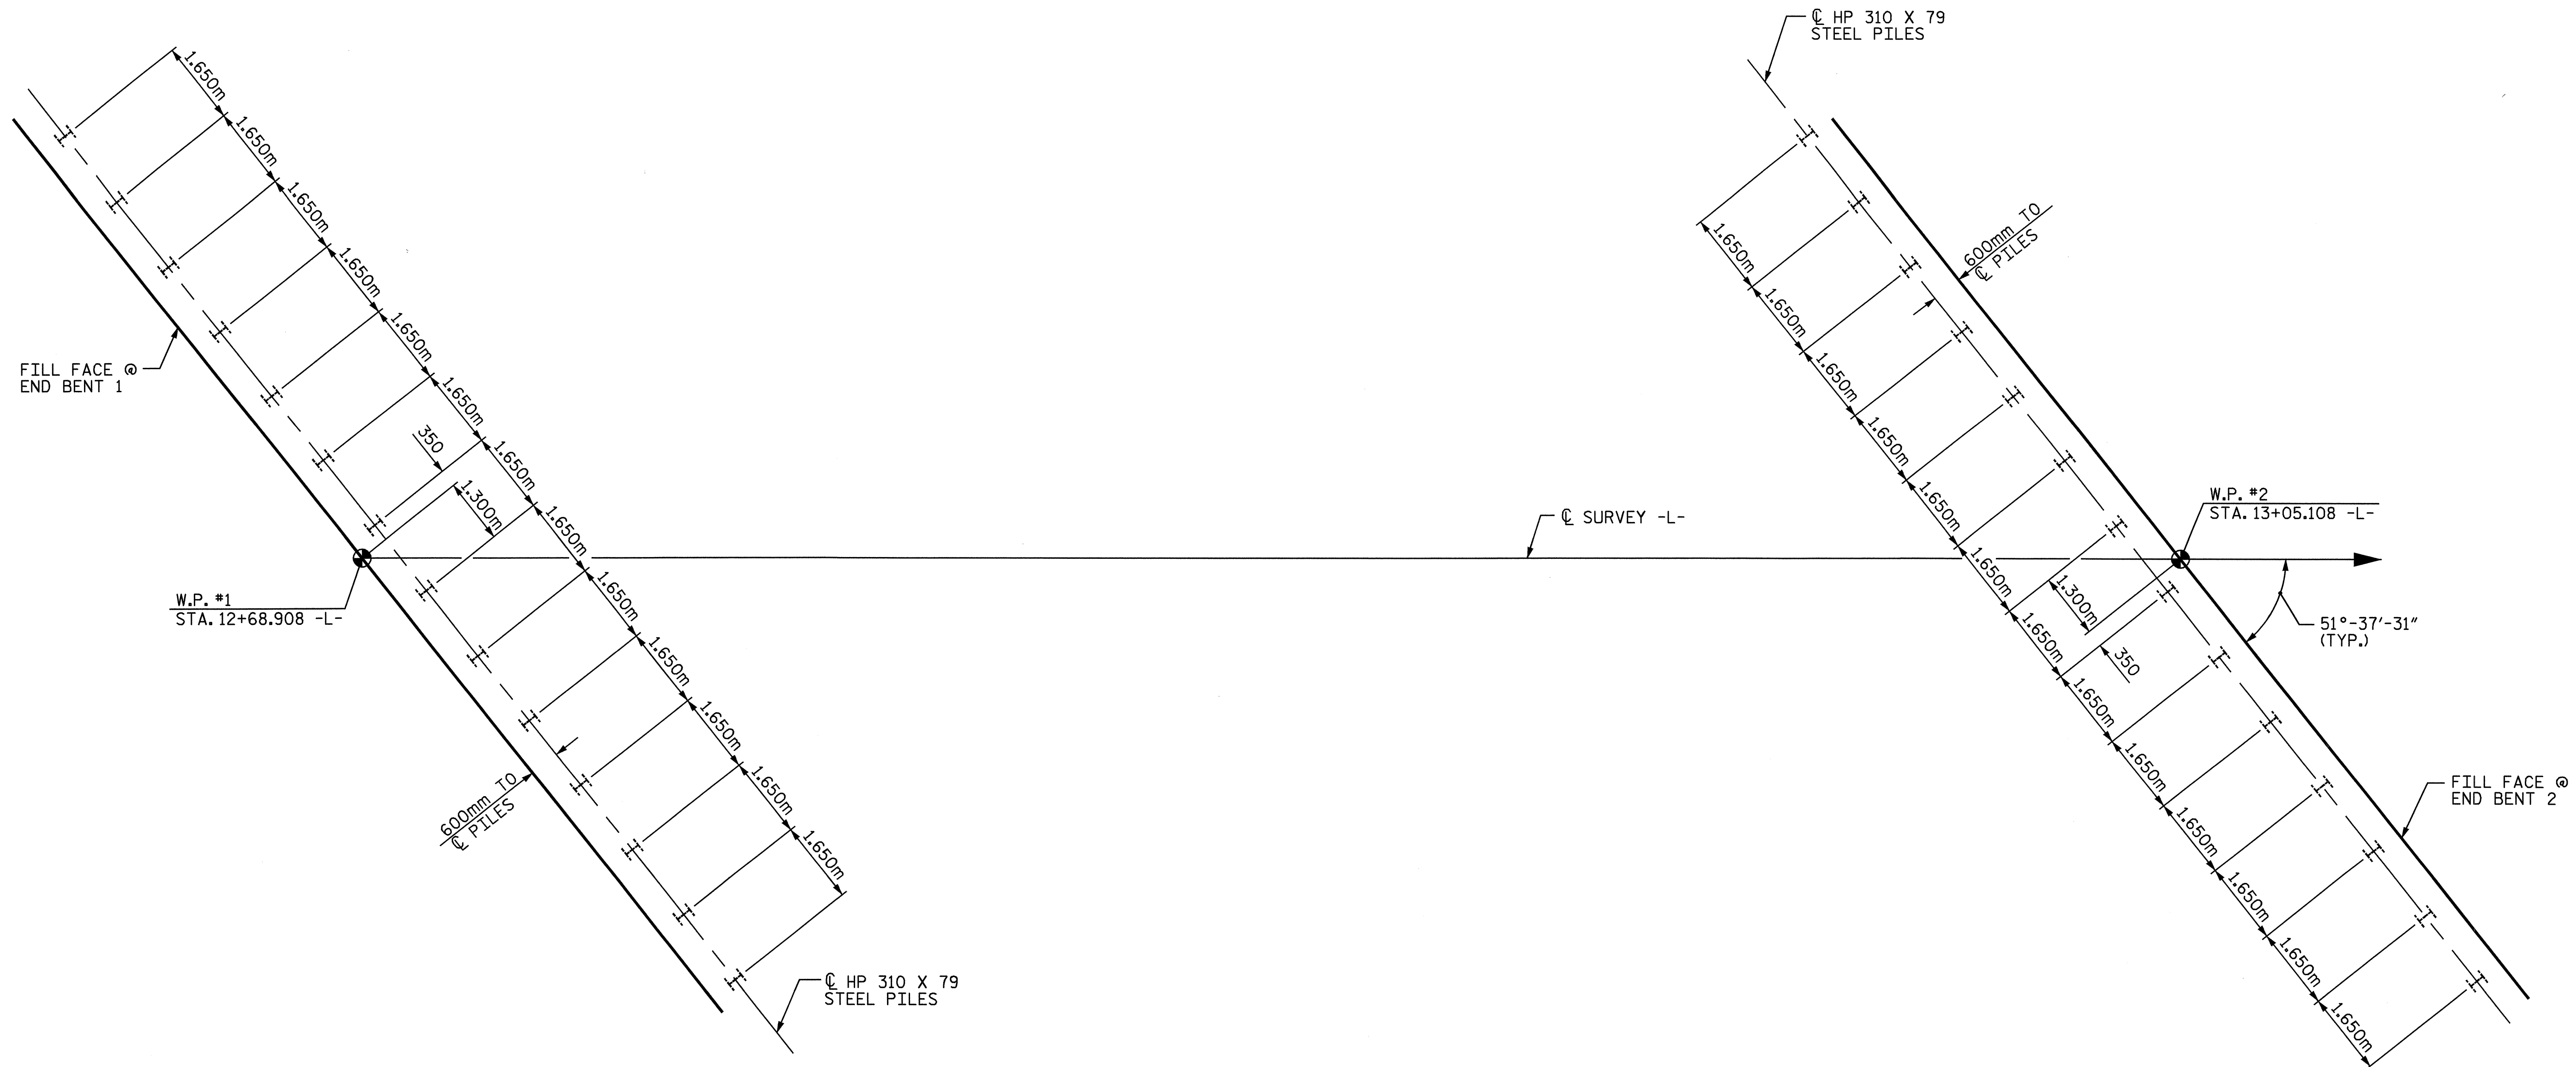 ℄ HP 310 X 79
STEEL PILES
1.650m
1.650m
1.650m
1.650m
1.650m
1.650m
1.650m
1.650m
1.650m
1.650m
1.650m
1.650m
1.650m
350
1.300m
FILL FACE @
END BENT 1
W.P. #1
STA. 12+68.908 -L-
600mm TO
℄ PILES
℄ HP 310 X 79
STEEL PILES
℄ SURVEY -L-
600mm TO
℄ PILES
1.650m
1.650m
1.650m
1.650m
1.650m
1.650m
1.650m
1.650m
1.650m
1.650m
1.650m
1.650m
1.650m
1.300m
350
W.P. #2
STA. 13+05.108 -L-
51°-37'-31"
(TYP.)
FILL FACE @
END BENT 2